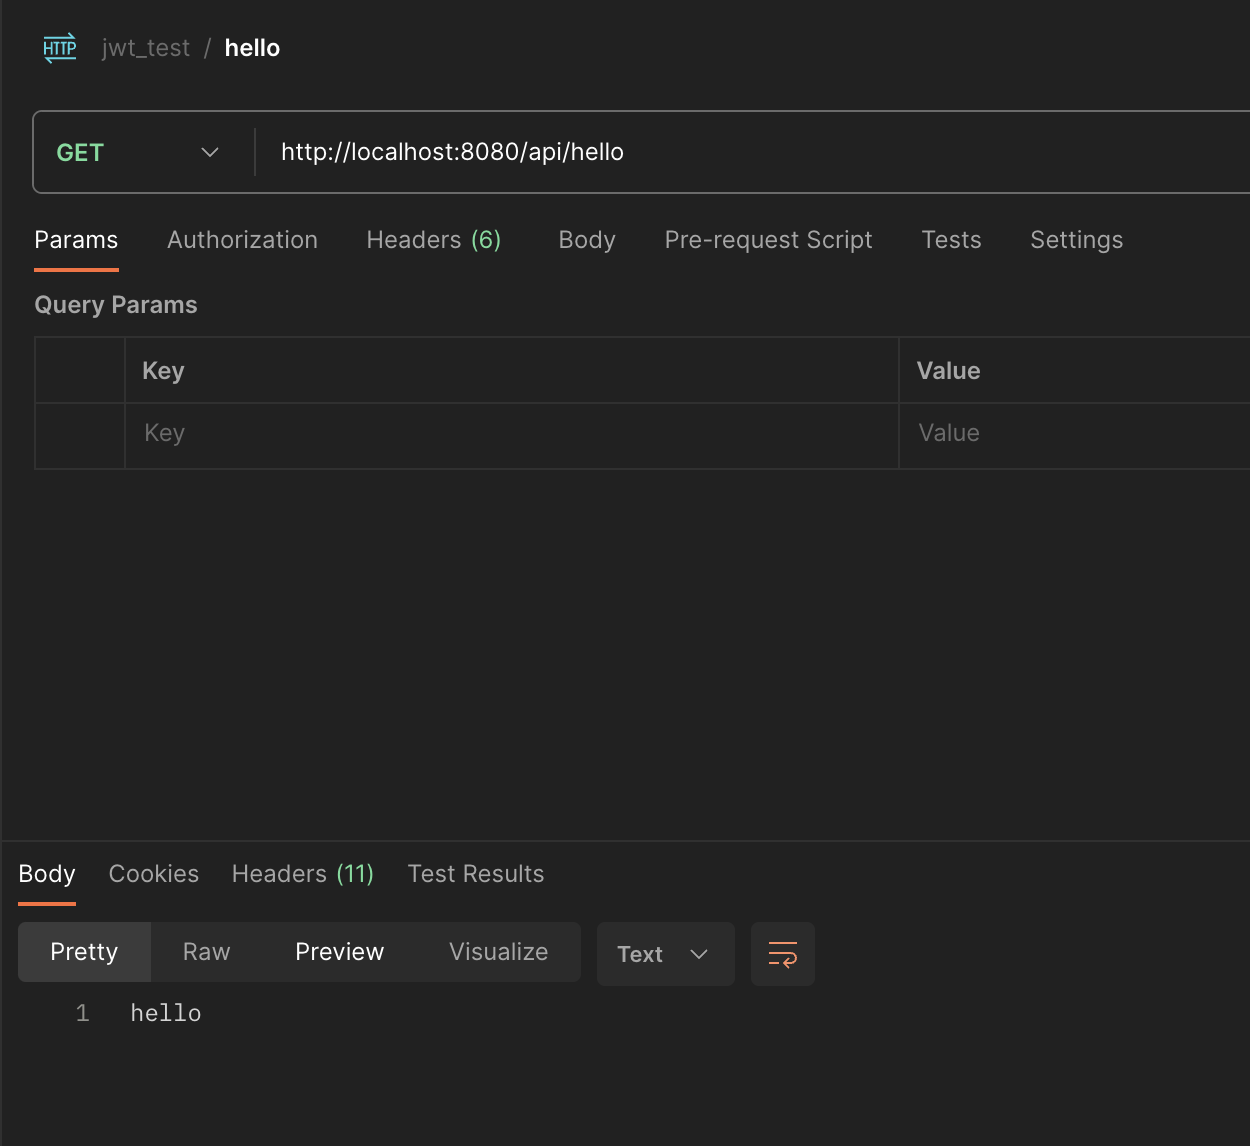 HTTP jwt_test / hello
GET http://localhost:8080/api/hello
Params Authorization Headers (6) Body Pre-request Script Tests Settings
Query Params
Key Value
Key Value
Body Cookies Headers (11) Test Results
Pretty Raw Preview Visualize Text
1 hello